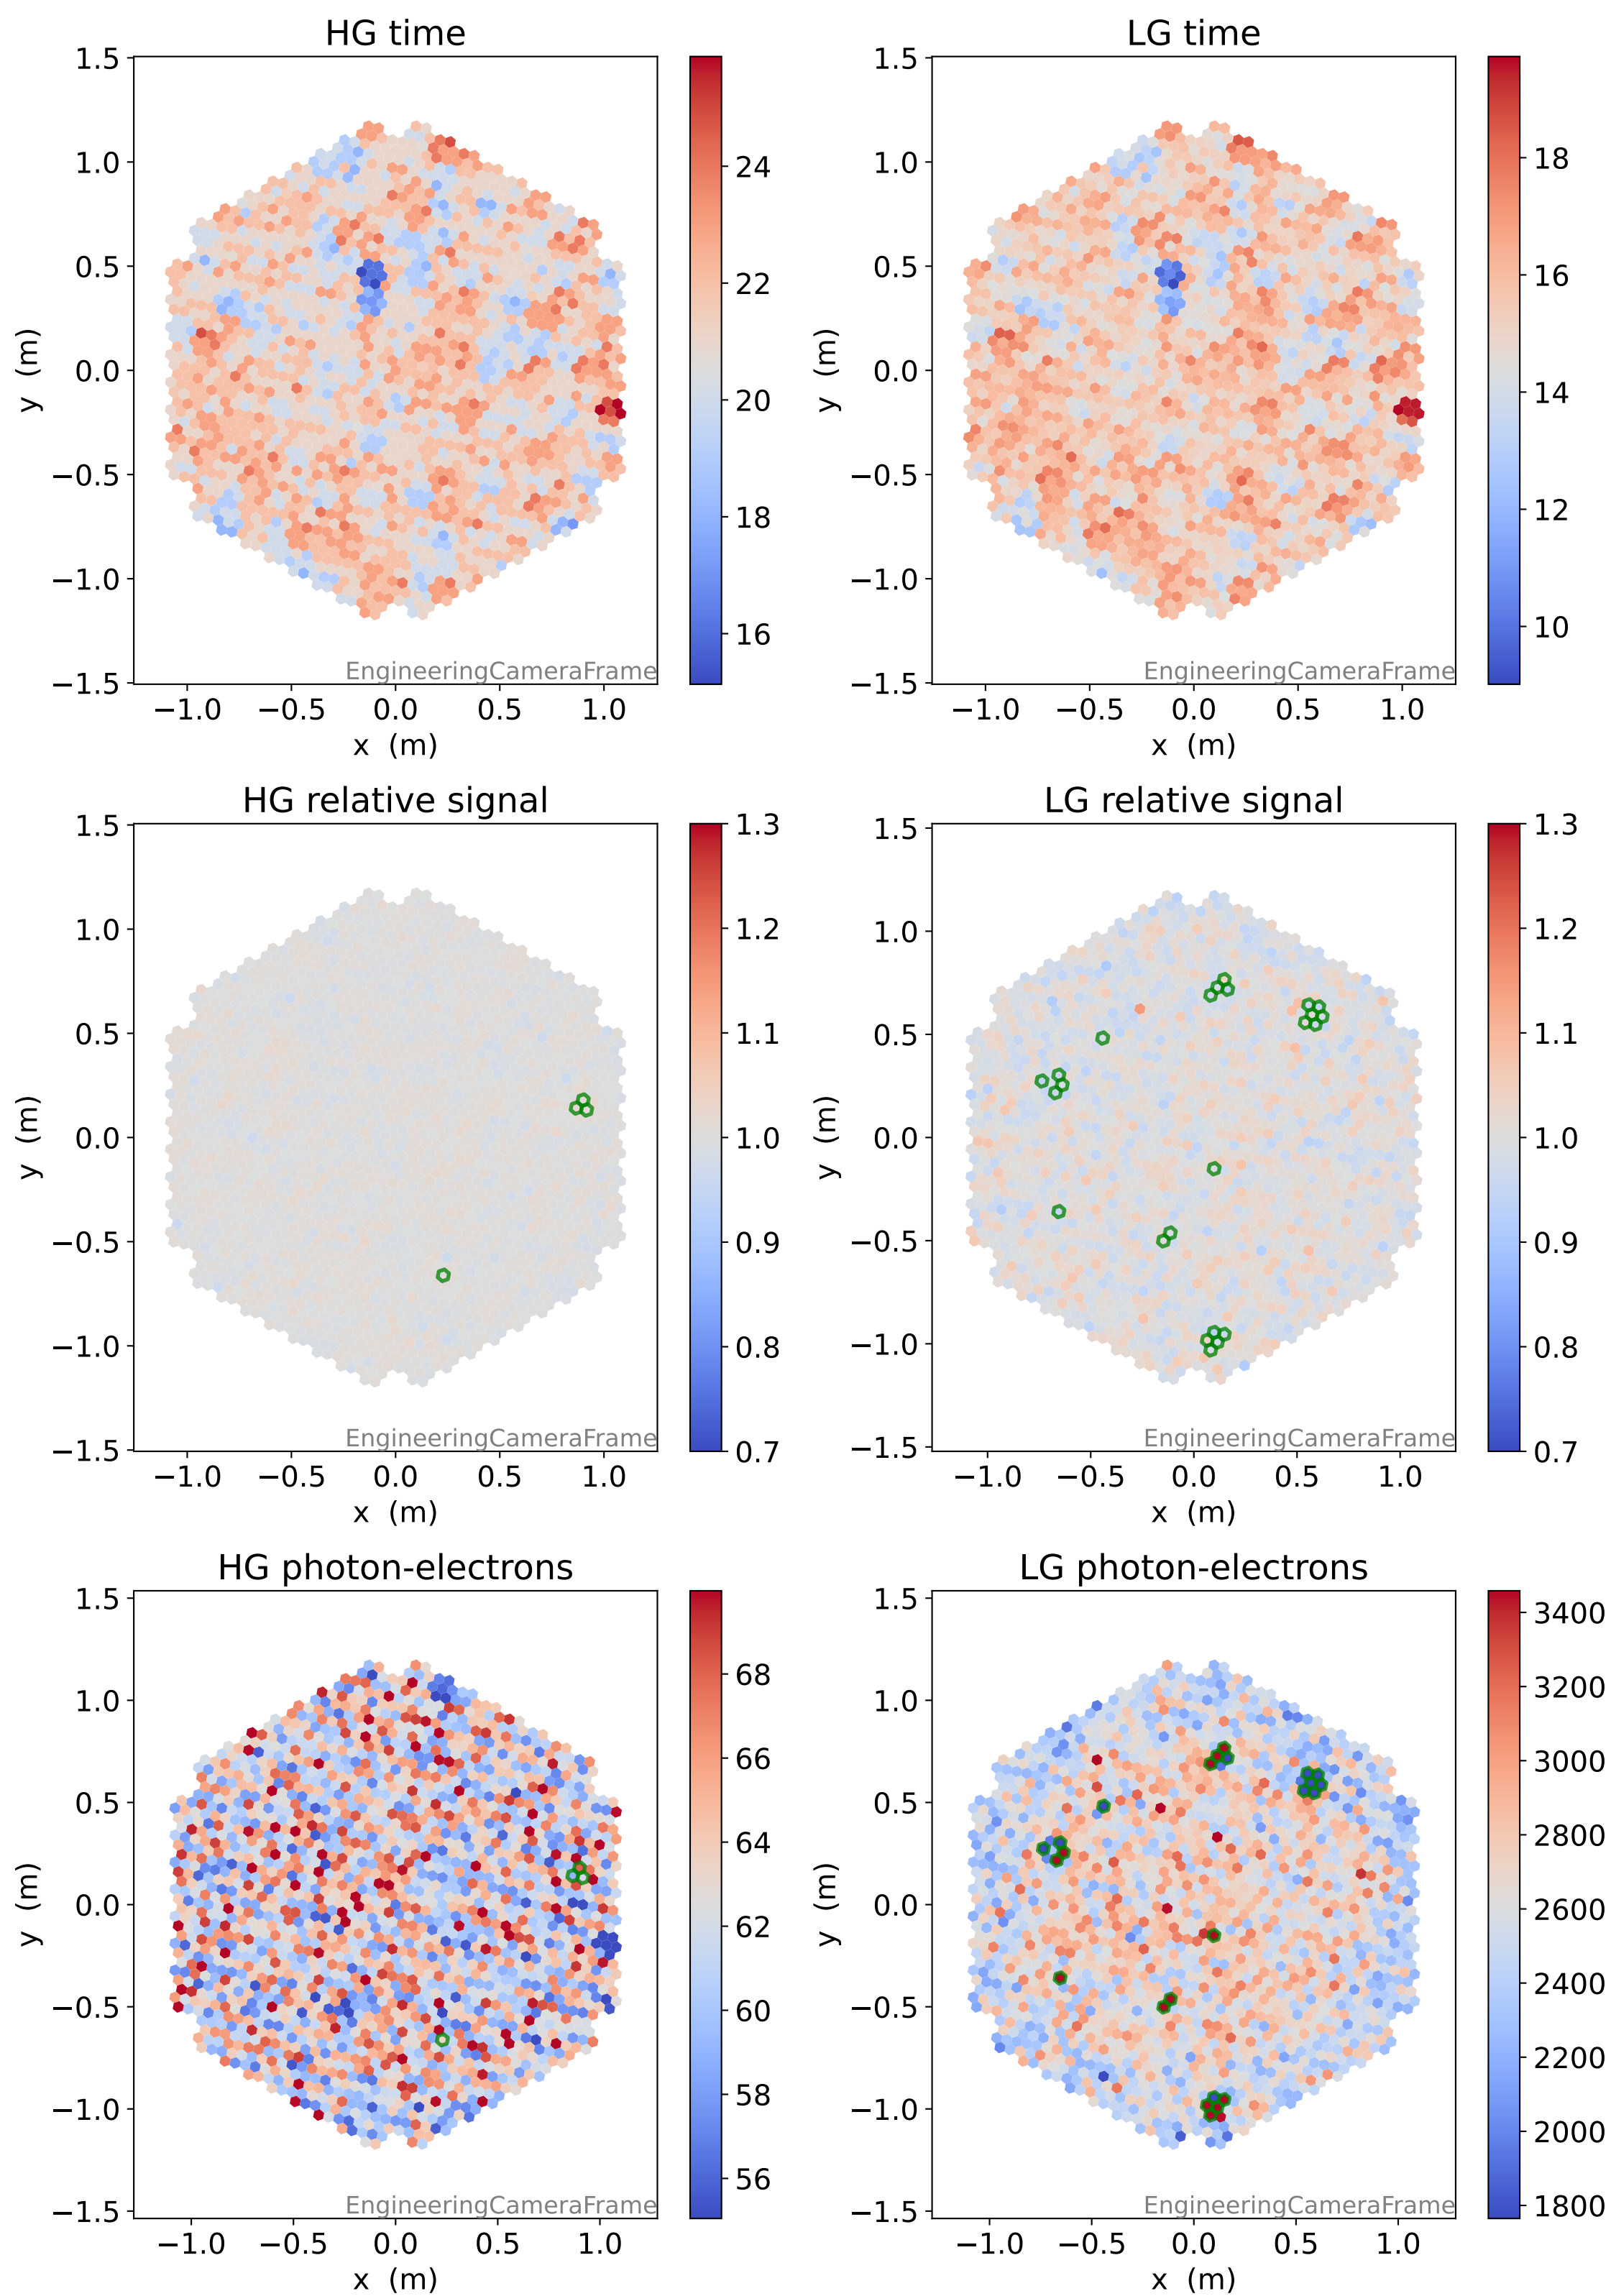 HG time
1.5
1.0
0.5
0.0
−0.5
−1.0
−1.5
y (m)
−1.0 −0.5 0.0 0.5 1.0
x (m)
EngineeringCameraFrame
24
22
20
18
16
LG time
1.5
1.0
0.5
0.0
−0.5
−1.0
−1.5
y (m)
−1.0 −0.5 0.0 0.5 1.0
x (m)
EngineeringCameraFrame
18
16
14
12
10
HG relative signal
1.5
1.0
0.5
0.0
−0.5
−1.0
−1.5
y (m)
−1.0 −0.5 0.0 0.5 1.0
x (m)
EngineeringCameraFrame
1.3
1.2
1.1
1.0
0.9
0.8
0.7
LG relative signal
1.5
1.0
0.5
0.0
−0.5
−1.0
−1.5
y (m)
−1.0 −0.5 0.0 0.5 1.0
x (m)
EngineeringCameraFrame
1.3
1.2
1.1
1.0
0.9
0.8
0.7
HG photon-electrons
1.5
1.0
0.5
0.0
−0.5
−1.0
−1.5
y (m)
−1.0 −0.5 0.0 0.5 1.0
x (m)
EngineeringCameraFrame
68
66
64
62
60
58
56
LG photon-electrons
1.5
1.0
0.5
0.0
−0.5
−1.0
−1.5
y (m)
−1.0 −0.5 0.0 0.5 1.0
x (m)
EngineeringCameraFrame
3400
3200
3000
2800
2600
2400
2200
2000
1800